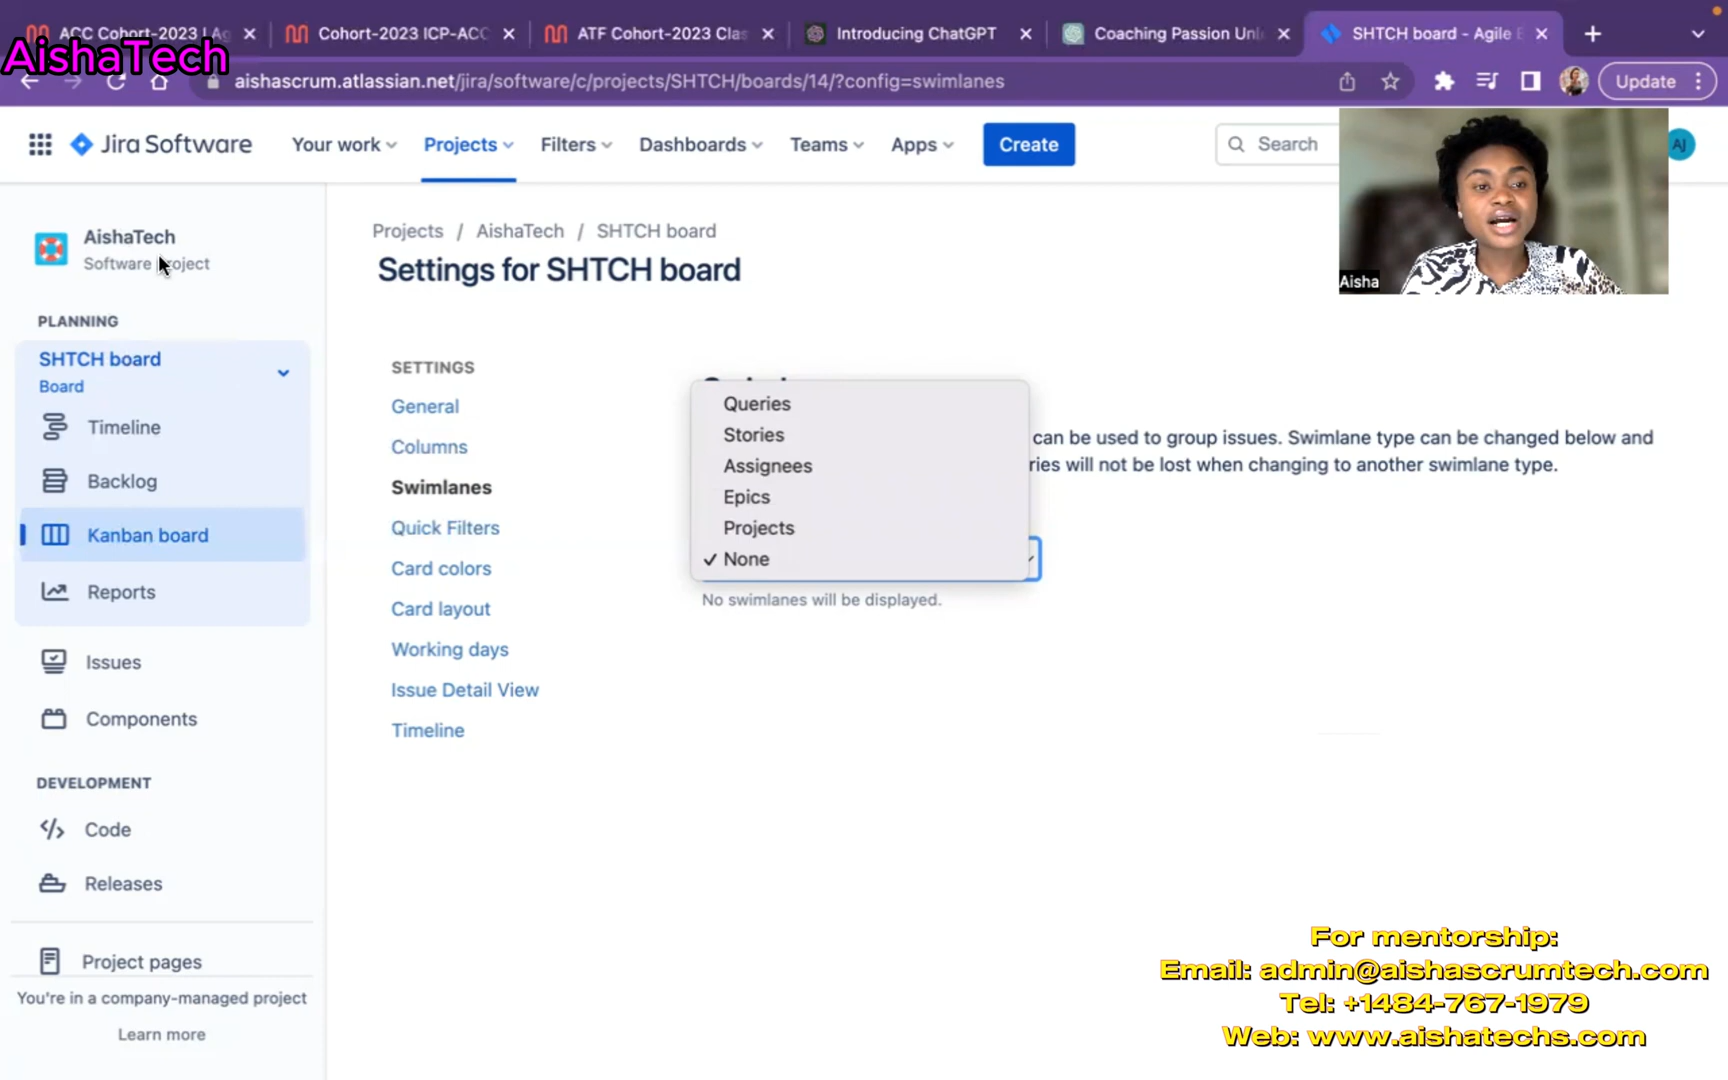 ACC Cohort-2023 | Ag
Cohort-2023 ICP-ACC
ATF Cohort-2023 Clas
Introducing ChatGPT
Coaching Passion Unl
SHTCH board - Agile B
AishaTech
aishascrum.atlassian.net/jira/software/c/projects/SHTCH/boards/14/?config=swimlanes
Update
Jira Software
Your work
Projects
Filters
Dashboards
Teams
Apps
Create
Search
AJ
Aisha
AishaTech
Software project
PLANNING
SHTCH board
Board
Timeline
Backlog
Kanban board
Reports
Issues
Components
DEVELOPMENT
Code
Releases
Project pages
You're in a company-managed project
Learn more
Projects / AishaTech / SHTCH board
Settings for SHTCH board
SETTINGS
General
Columns
Swimlanes
Quick Filters
Card colors
Card layout
Working days
Issue Detail View
Timeline
Queries
Stories
Assignees
Epics
Projects
None
can be used to group issues. Swimlane type can be changed below and
ries will not be lost when changing to another swimlane type.
No swimlanes will be displayed.
For mentorship:
Email: admin@aishascrumtech.com
Tel: +1484-767-1979
Web: www.aishatechs.com